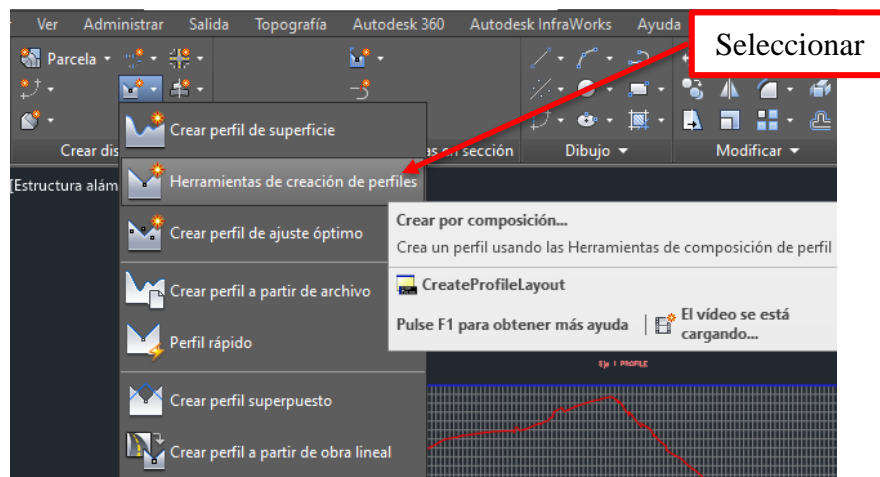 Ver Administrar Salida Topografía Autodesk 360 Autodesk InfraWorks Ayuda
Seleccionar
Parcela
Crear perfil de superficie
Crear dis
as en sección
Dibujo
Modificar
[Estructura alám
Herramientas de creación de perfiles
Crear por composición...
Crea un perfil usando las Herramientas de composición de perfil
Crear perfil de ajuste óptimo
CreateProfileLayout
Crear perfil a partir de archivo
Pulse F1 para obtener más ayuda
El vídeo se está
cargando...
Perfil rápido
Eje 1 PROFILE
Crear perfil superpuesto
Crear perfil a partir de obra lineal